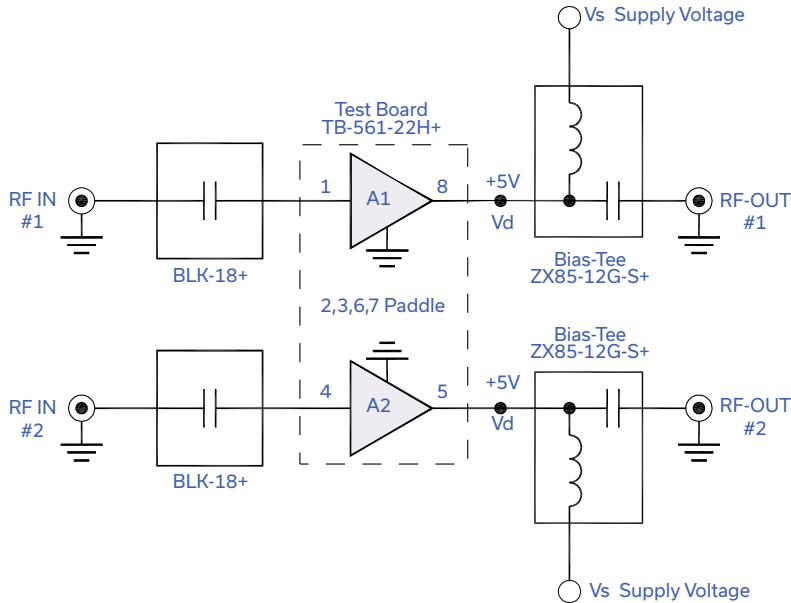 Vs Supply Voltage
Test Board
TB-561-22H+
RF IN
#1
BLK-18+
1
A1
8
+5V
Vd
RF-OUT
#1
Bias-Tee
ZX85-12G-S+
2,3,6,7 Paddle
Bias-Tee
ZX85-12G-S+
RF IN
#2
BLK-18+
4
A2
5
+5V
Vd
RF-OUT
#2
Vs Supply Voltage